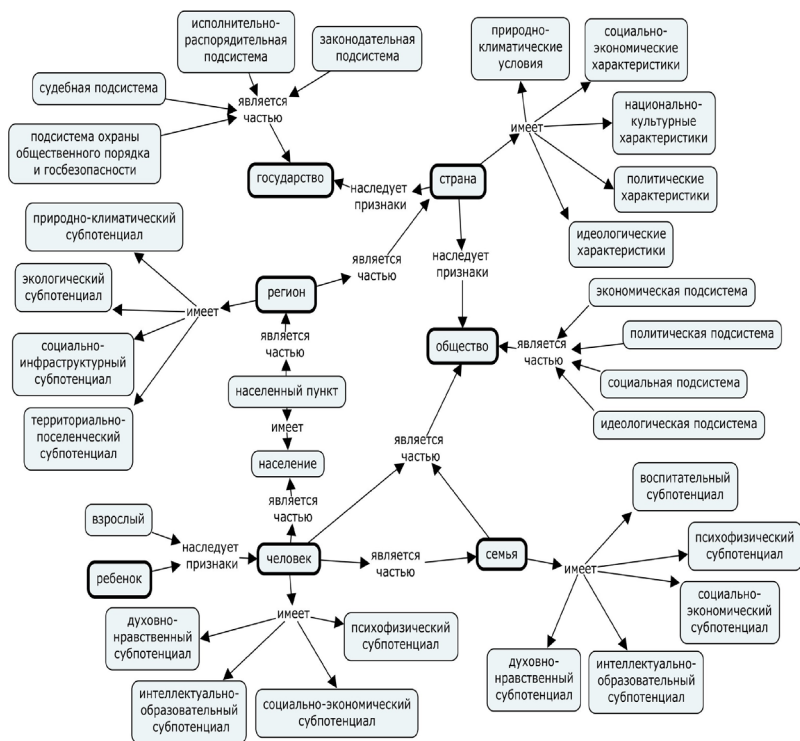 исполнительно-
распорядительная
подсистема
законодательная
подсистема
судебная подсистема
подсистема охраны
общественного порядка
и госбезопасности
является
частью
государство
наследует
признаки
страна
имеет
природно-
климатические
условия
социально-
экономические
характеристики
национально-
культурные
характеристики
политические
характеристики
идеологические
характеристики
природно-климатический
субпотенциал
экологический
субпотенциал
социально-
инфраструктурный
субпотенциал
территориально-
поселенческий
субпотенциал
имеет
регион
является
частью
наследует
признаки
общество
является
частью
экономическая подсистема
политическая подсистема
социальная подсистема
идеологическая подсистема
является
частью
населенный пункт
имеет
население
является
частью
является
частью
взрослый
ребенок
наследует
признаки
человек
является
частью
семья
имеет
воспитательный
субпотенциал
психофизический
субпотенциал
социально-
экономический
субпотенциал
интеллектуально-
образовательный
субпотенциал
духовно-
нравственный
субпотенциал
имеет
духовно-
нравственный
субпотенциал
психофизический
субпотенциал
интеллектуально-
образовательный
субпотенциал
социально-экономический
субпотенциал